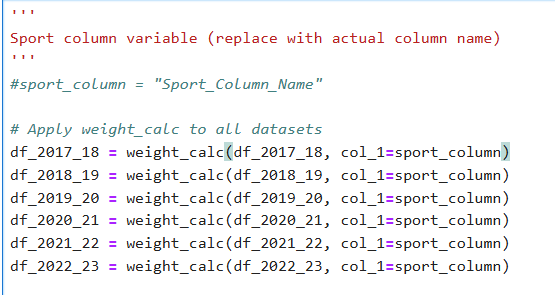 '''
Sport column variable (replace with actual column name)
'''
#sport_column = "Sport_Column_Name"
# Apply weight_calc to all datasets
df_2017_18 = weight_calc(df_2017_18, col_1=sport_column)
df_2018_19 = weight_calc(df_2018_19, col_1=sport_column)
df_2019_20 = weight_calc(df_2019_20, col_1=sport_column)
df_2020_21 = weight_calc(df_2020_21, col_1=sport_column)
df_2021_22 = weight_calc(df_2021_22, col_1=sport_column)
df_2022_23 = weight_calc(df_2022_23, col_1=sport_column)